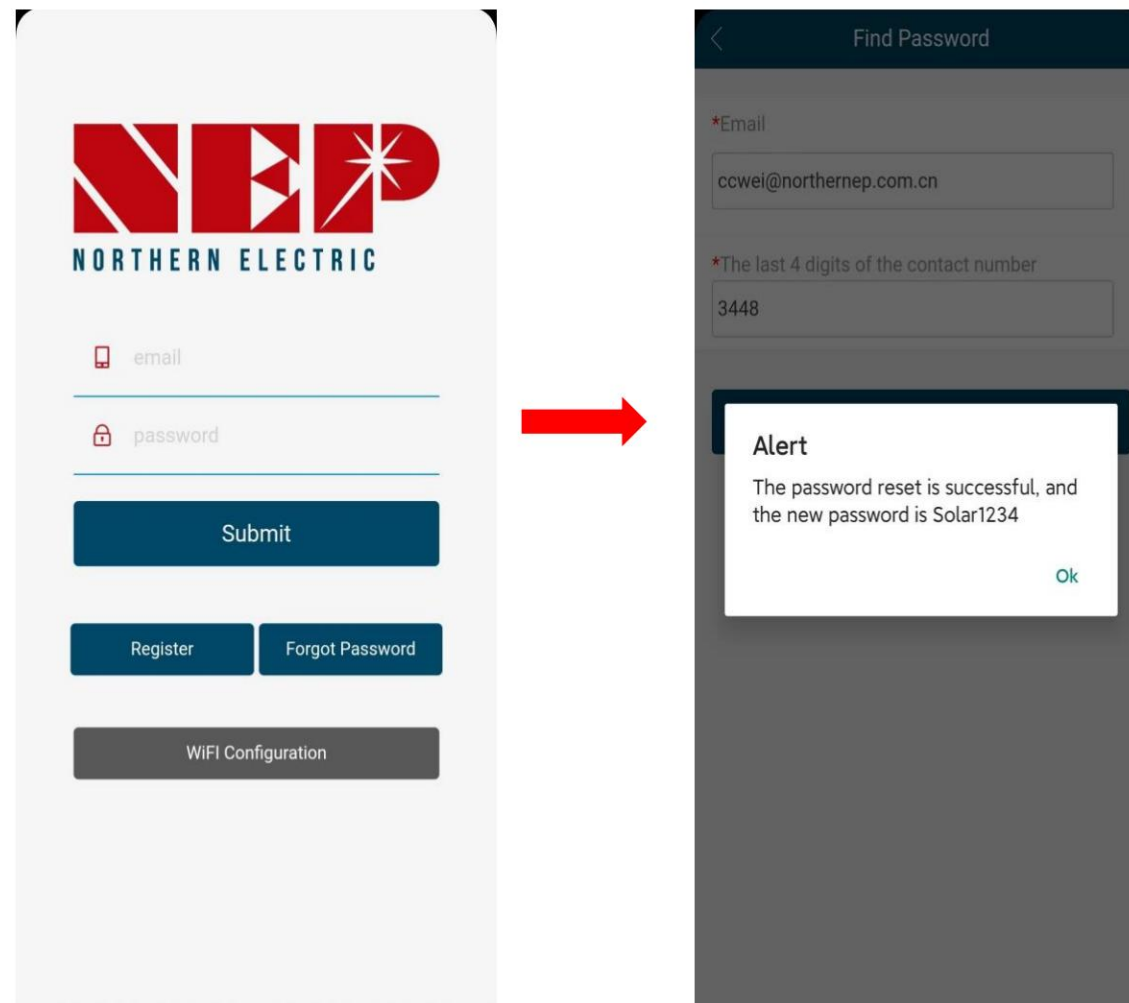 NEP
NORTHERN ELECTRIC
email
password
Submit
Register
Forgot Password
WiFI Configuration
Find Password
*Email
ccwei@northernep.com.cn
*The last 4 digits of the contact number
3448
Alert
The password reset is successful, and
the new password is Solar1234
Ok